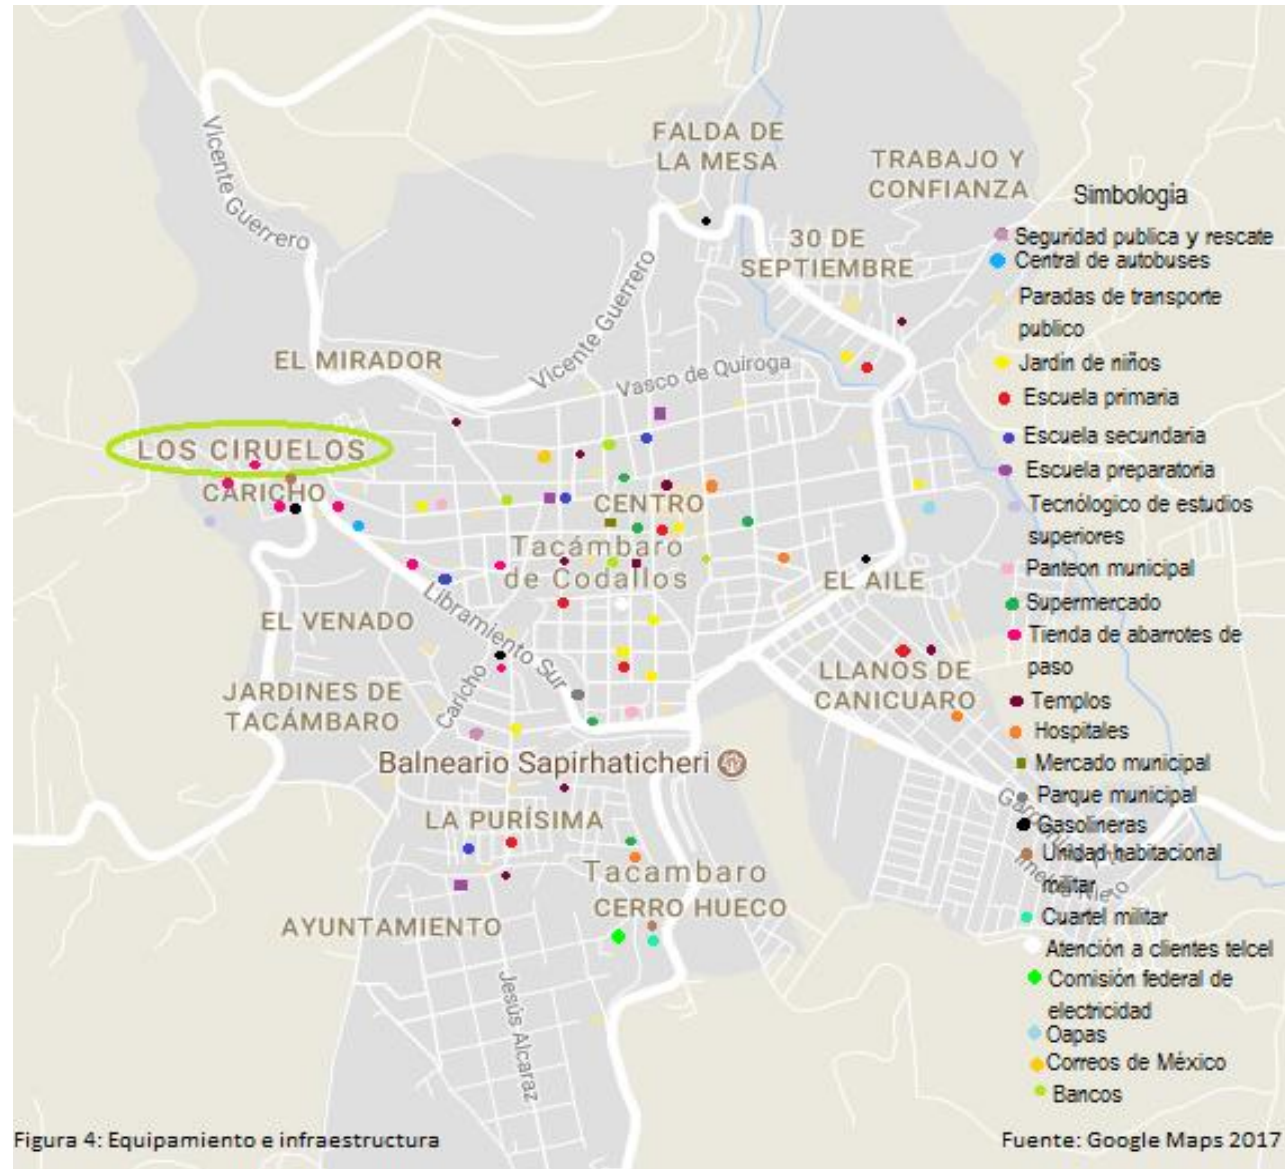 FALDA DE
LA MESA
TRABAJO Y
CONFIANZA
Vicente Guerrero
30 DE
SEPTIEMBRE
Vicente Guerrero
EL MIRADOR
Vasco de Quiroga
LOS CIRUELOS
CARICHO
CENTRO
Tacámbaro
de Codallos
EL AILE
EL VENADO
Libramiento Sur
LLANOS DE
CANICUARO
JARDINES DE
TACÁMBARO
Caricho
Balneario Sapirhaticheri
LA PURÍSIMA
Tacambaro
CERRO HUECO
AYUNTAMIENTO
Jesús Alcaraz
Simbologia
Seguridad publica y rescate
Central de autobuses
Paradas de transporte
publico
Jardin de niños
Escuela primaria
Escuela secundaria
Escuela preparatoria
Tecnólogico de estudios
superiores
Panteon municipal
Supermercado
Tienda de abarrotes de
paso
Templos
Hospitales
Mercado municipal
Parque municipal
Gasolineras
Unidad habitacional
militar
Cuartel militar
Atención a clientes telcel
Comisión federal de
electricidad
Oapas
Correos de México
Bancos
Figura 4: Equipamiento e infraestructura
Fuente: Google Maps 2017